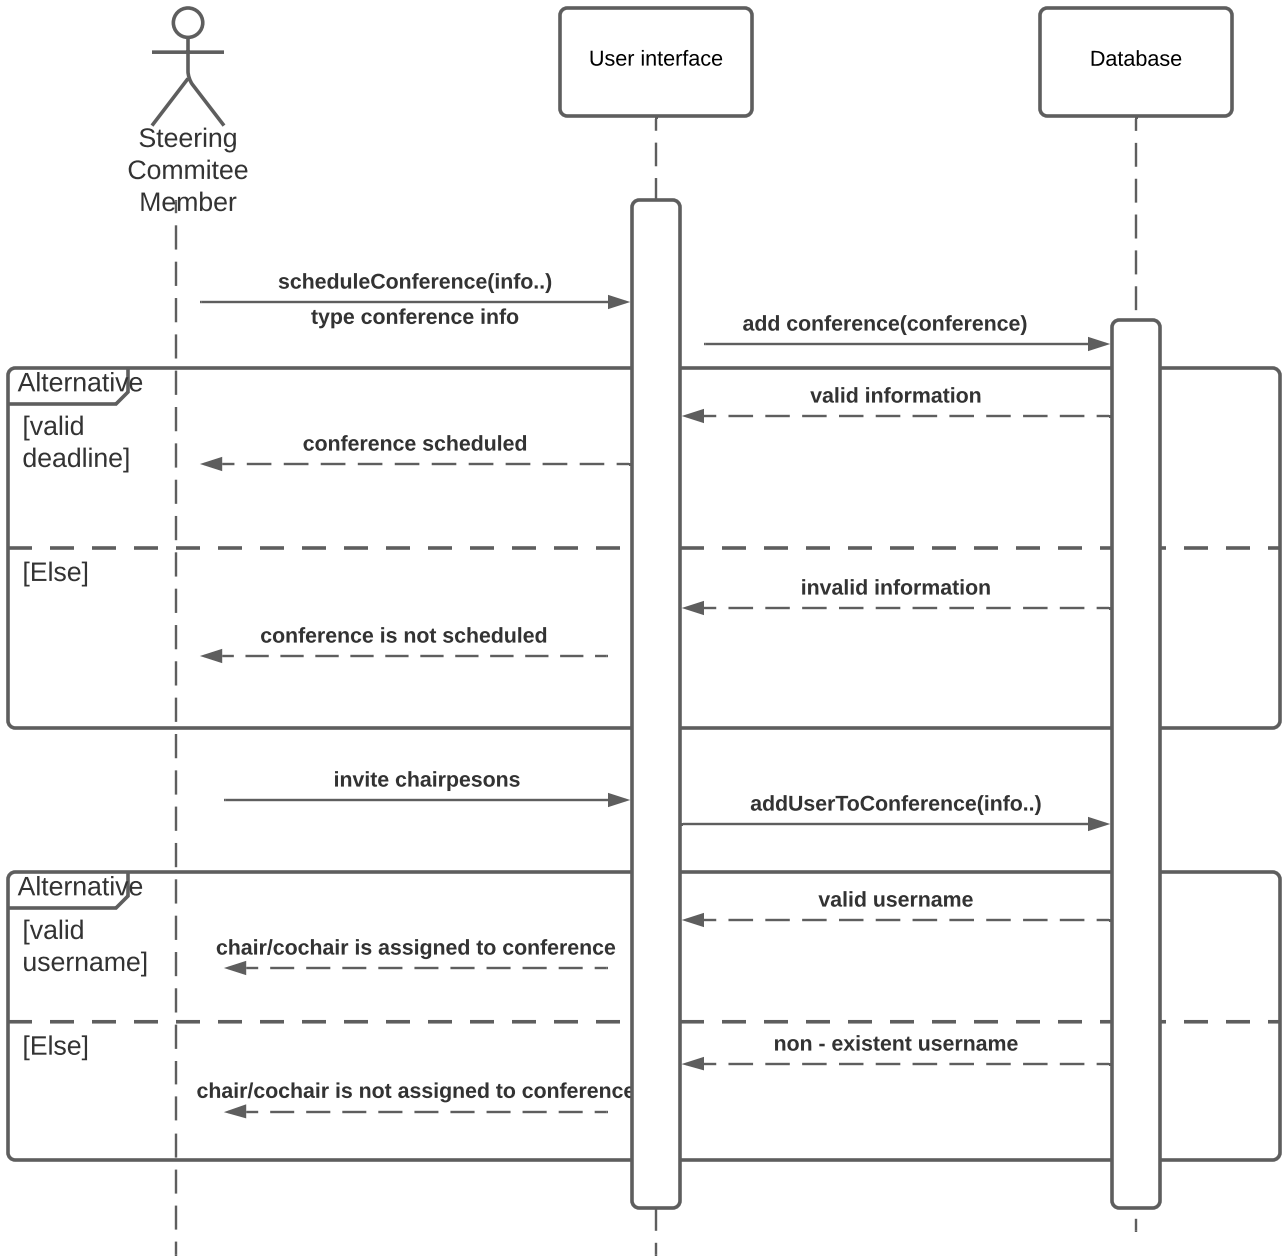 User interface
Database
Steering
Commitee
Member
scheduleConference(info..)
type conference info
add conference(conference)
Alternative
valid information
[valid
deadline]
conference scheduled
[Else]
invalid information
conference is not scheduled
invite chairpesons
addUserToConference(info..)
Alternative
valid username
[valid
username]
chair/cochair is assigned to conference
[Else]
non - existent username
chair/cochair is not assigned to conference